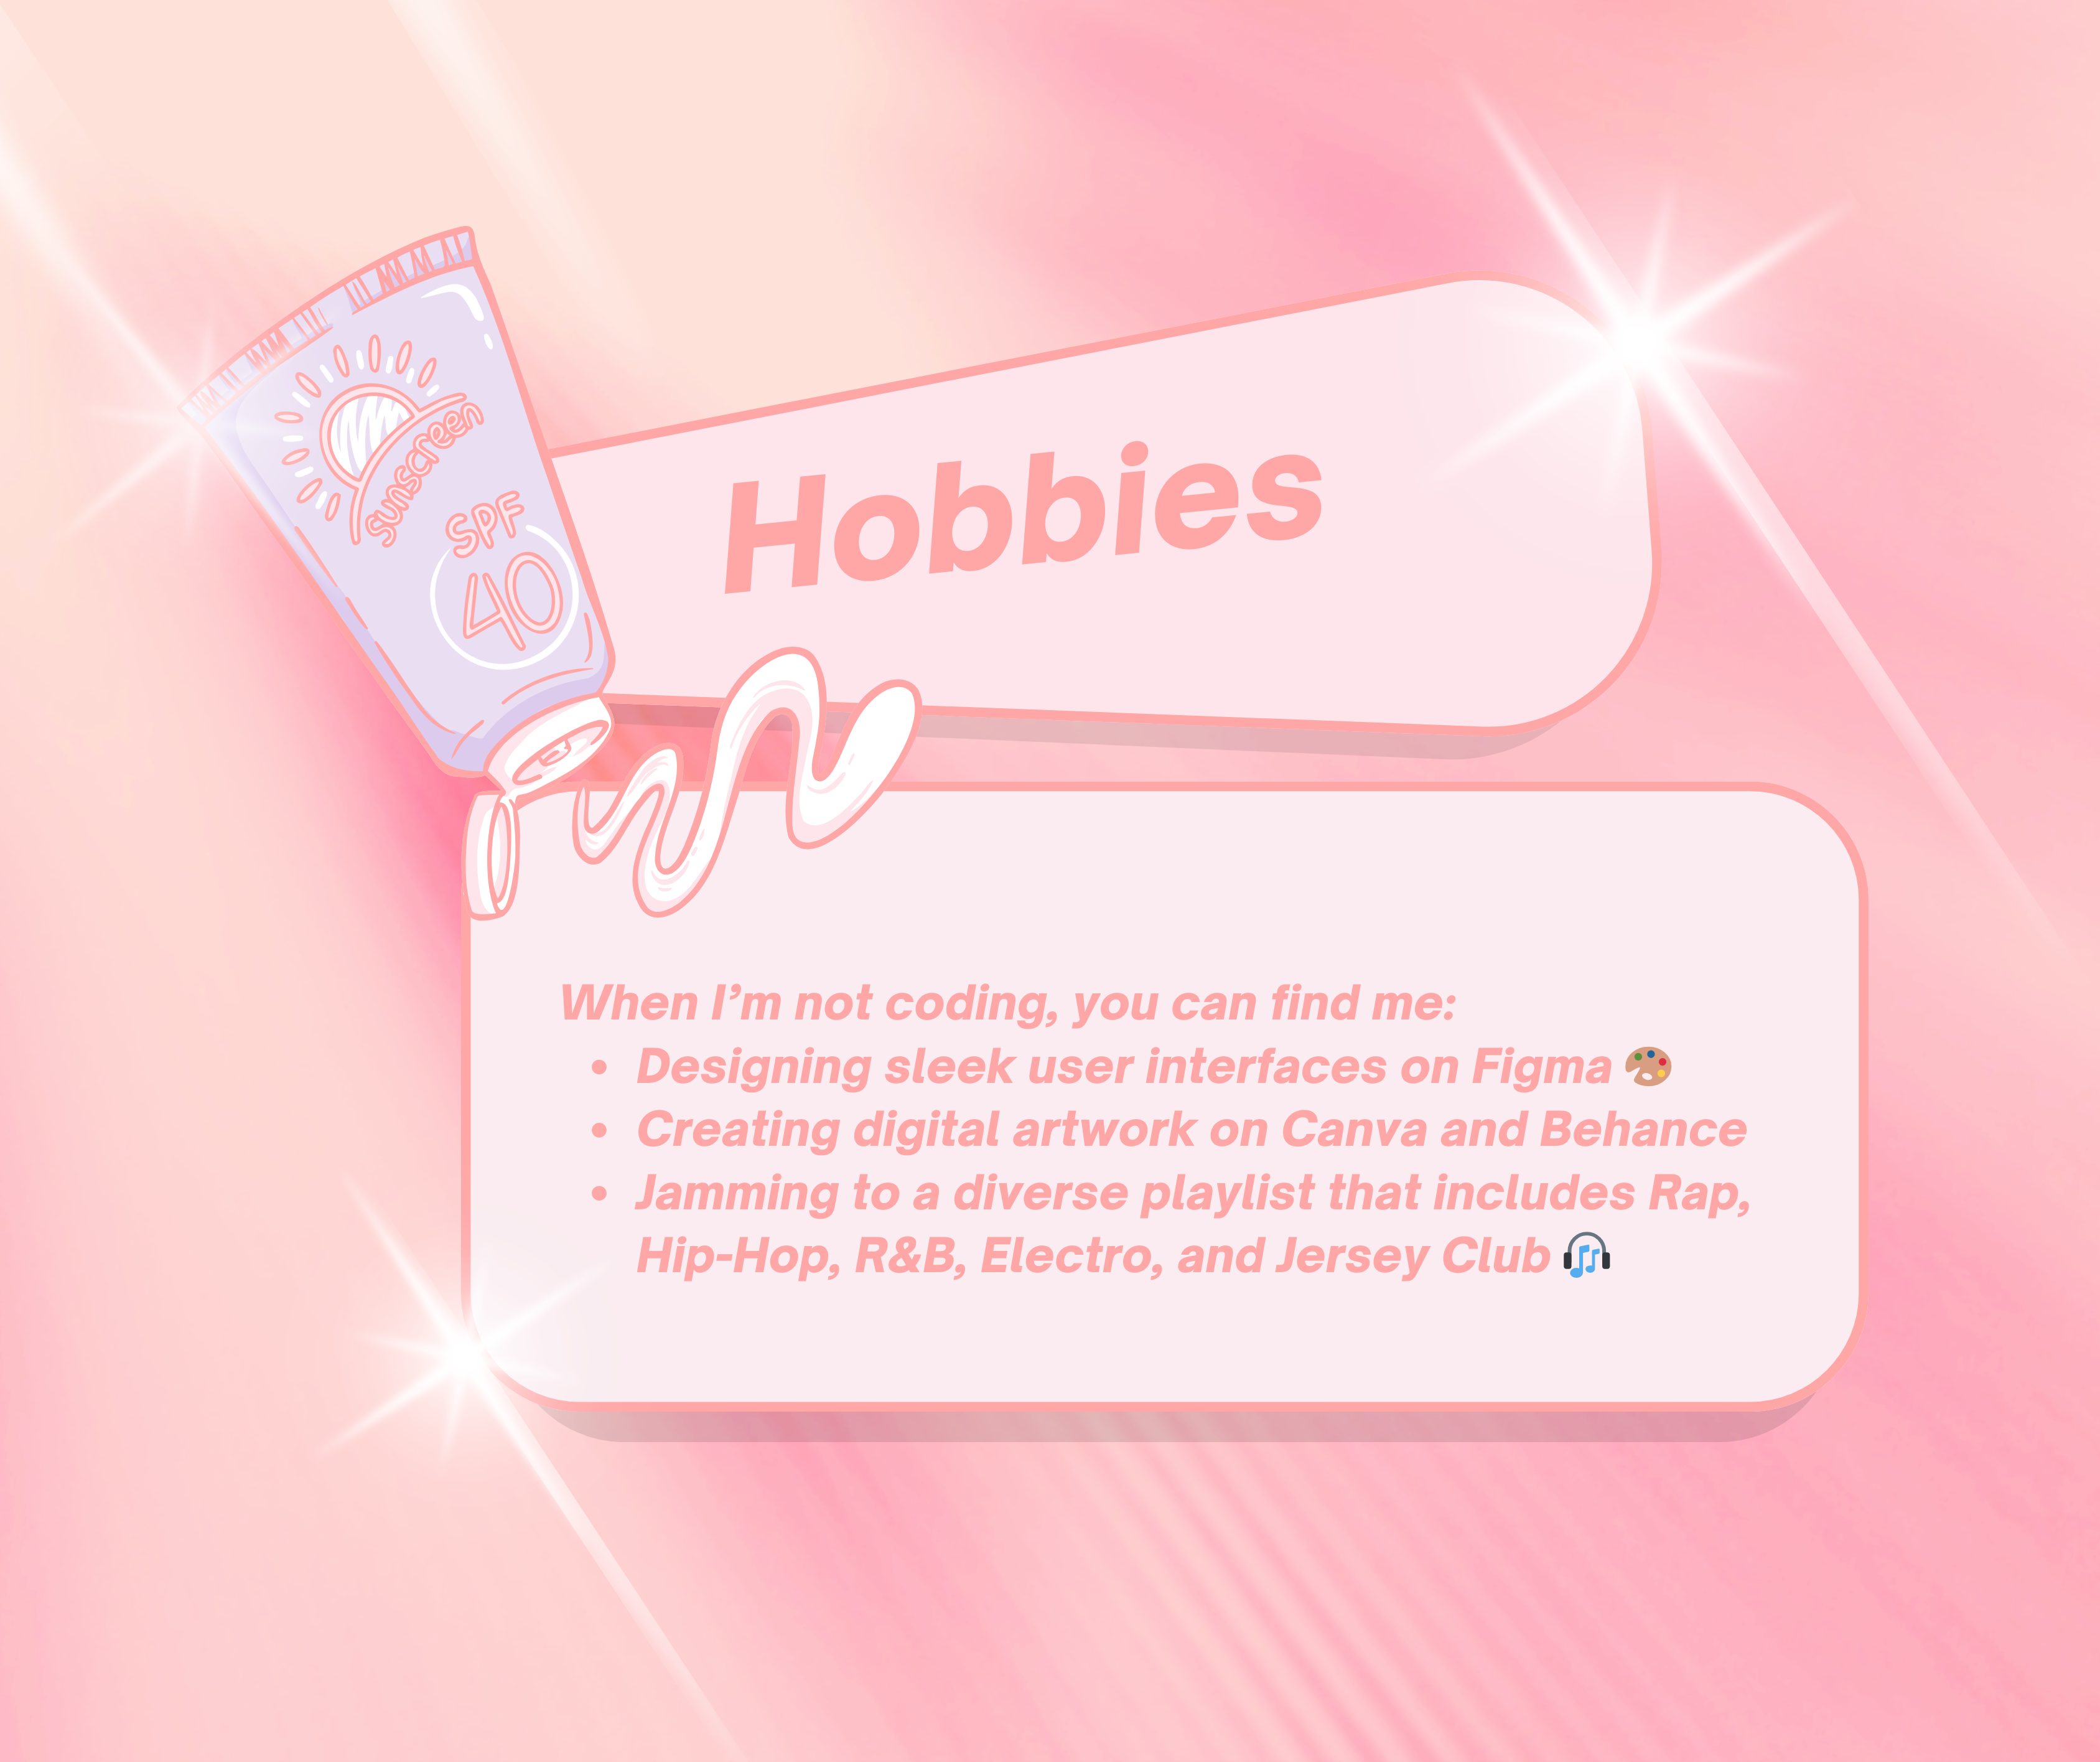 sunscreen
SPF
40
Hobbies
When I’m not coding, you can find me:
• Designing sleek user interfaces on Figma 🎨
• Creating digital artwork on Canva and Behance
• Jamming to a diverse playlist that includes Rap,
Hip-Hop, R&B, Electro, and Jersey Club 🎧